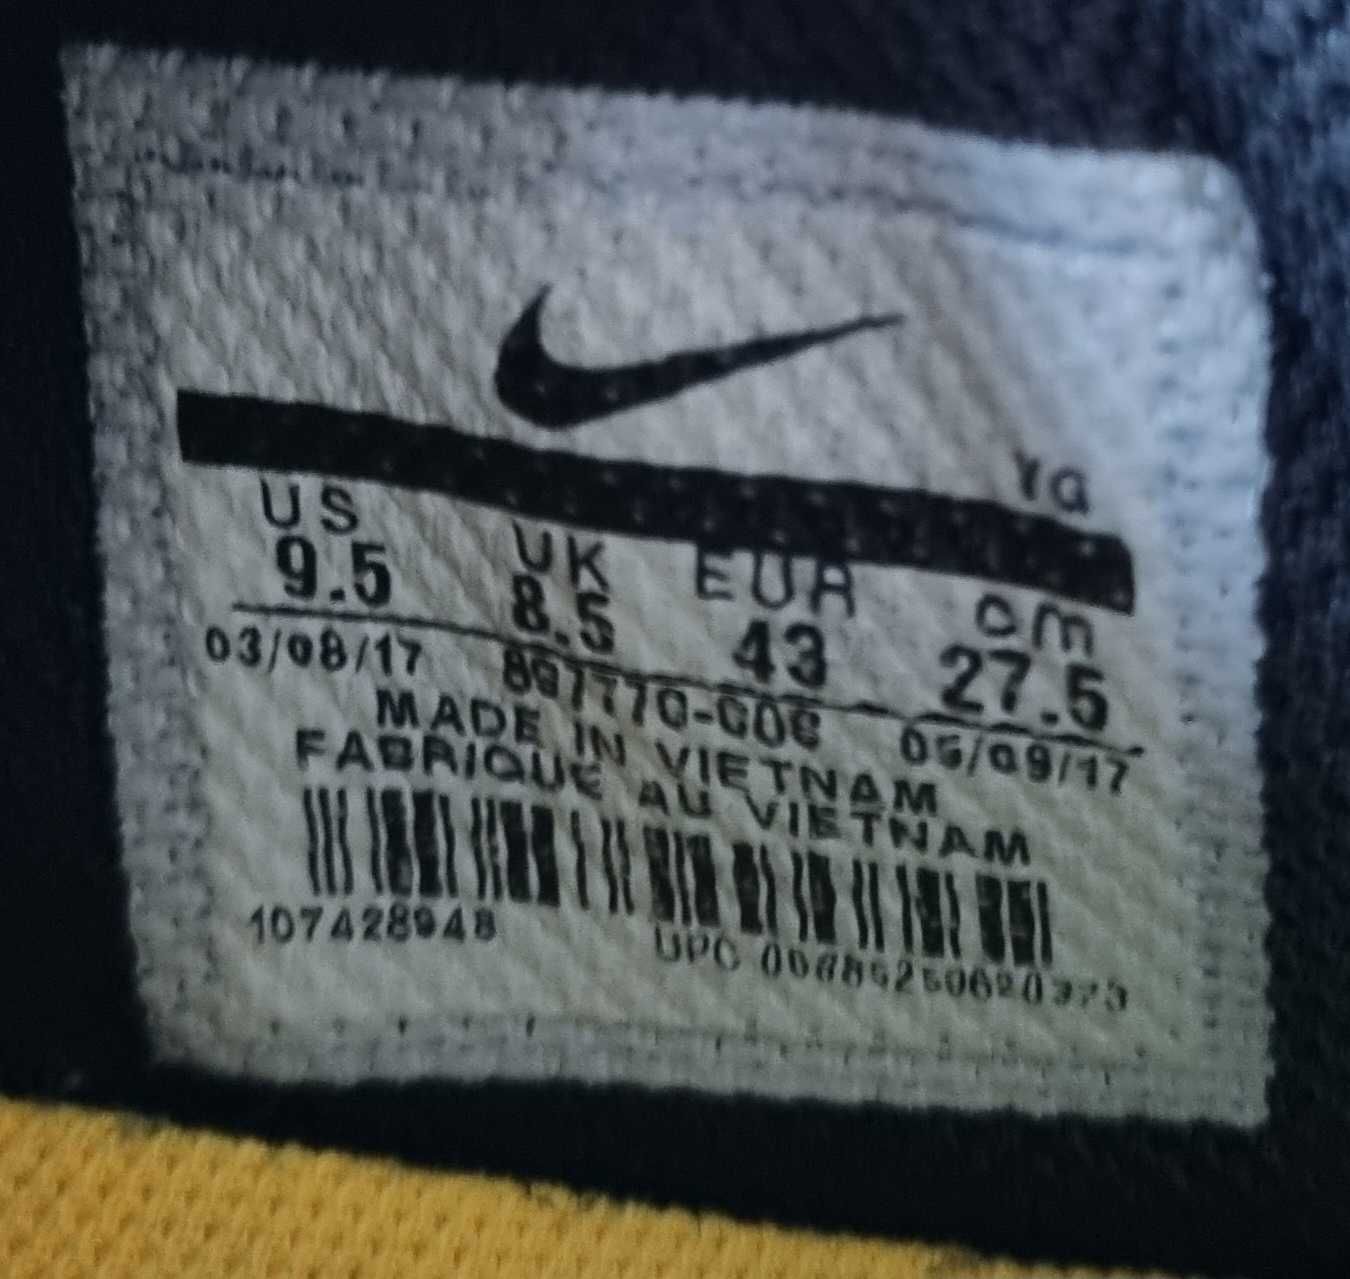 YG
US UK EUR cm
9.5 8.5 43 27.5
03/08/17 05/09/17
MADE IN VIETNAM
FABRIQUE AU VIETNAM
107428948
UPC